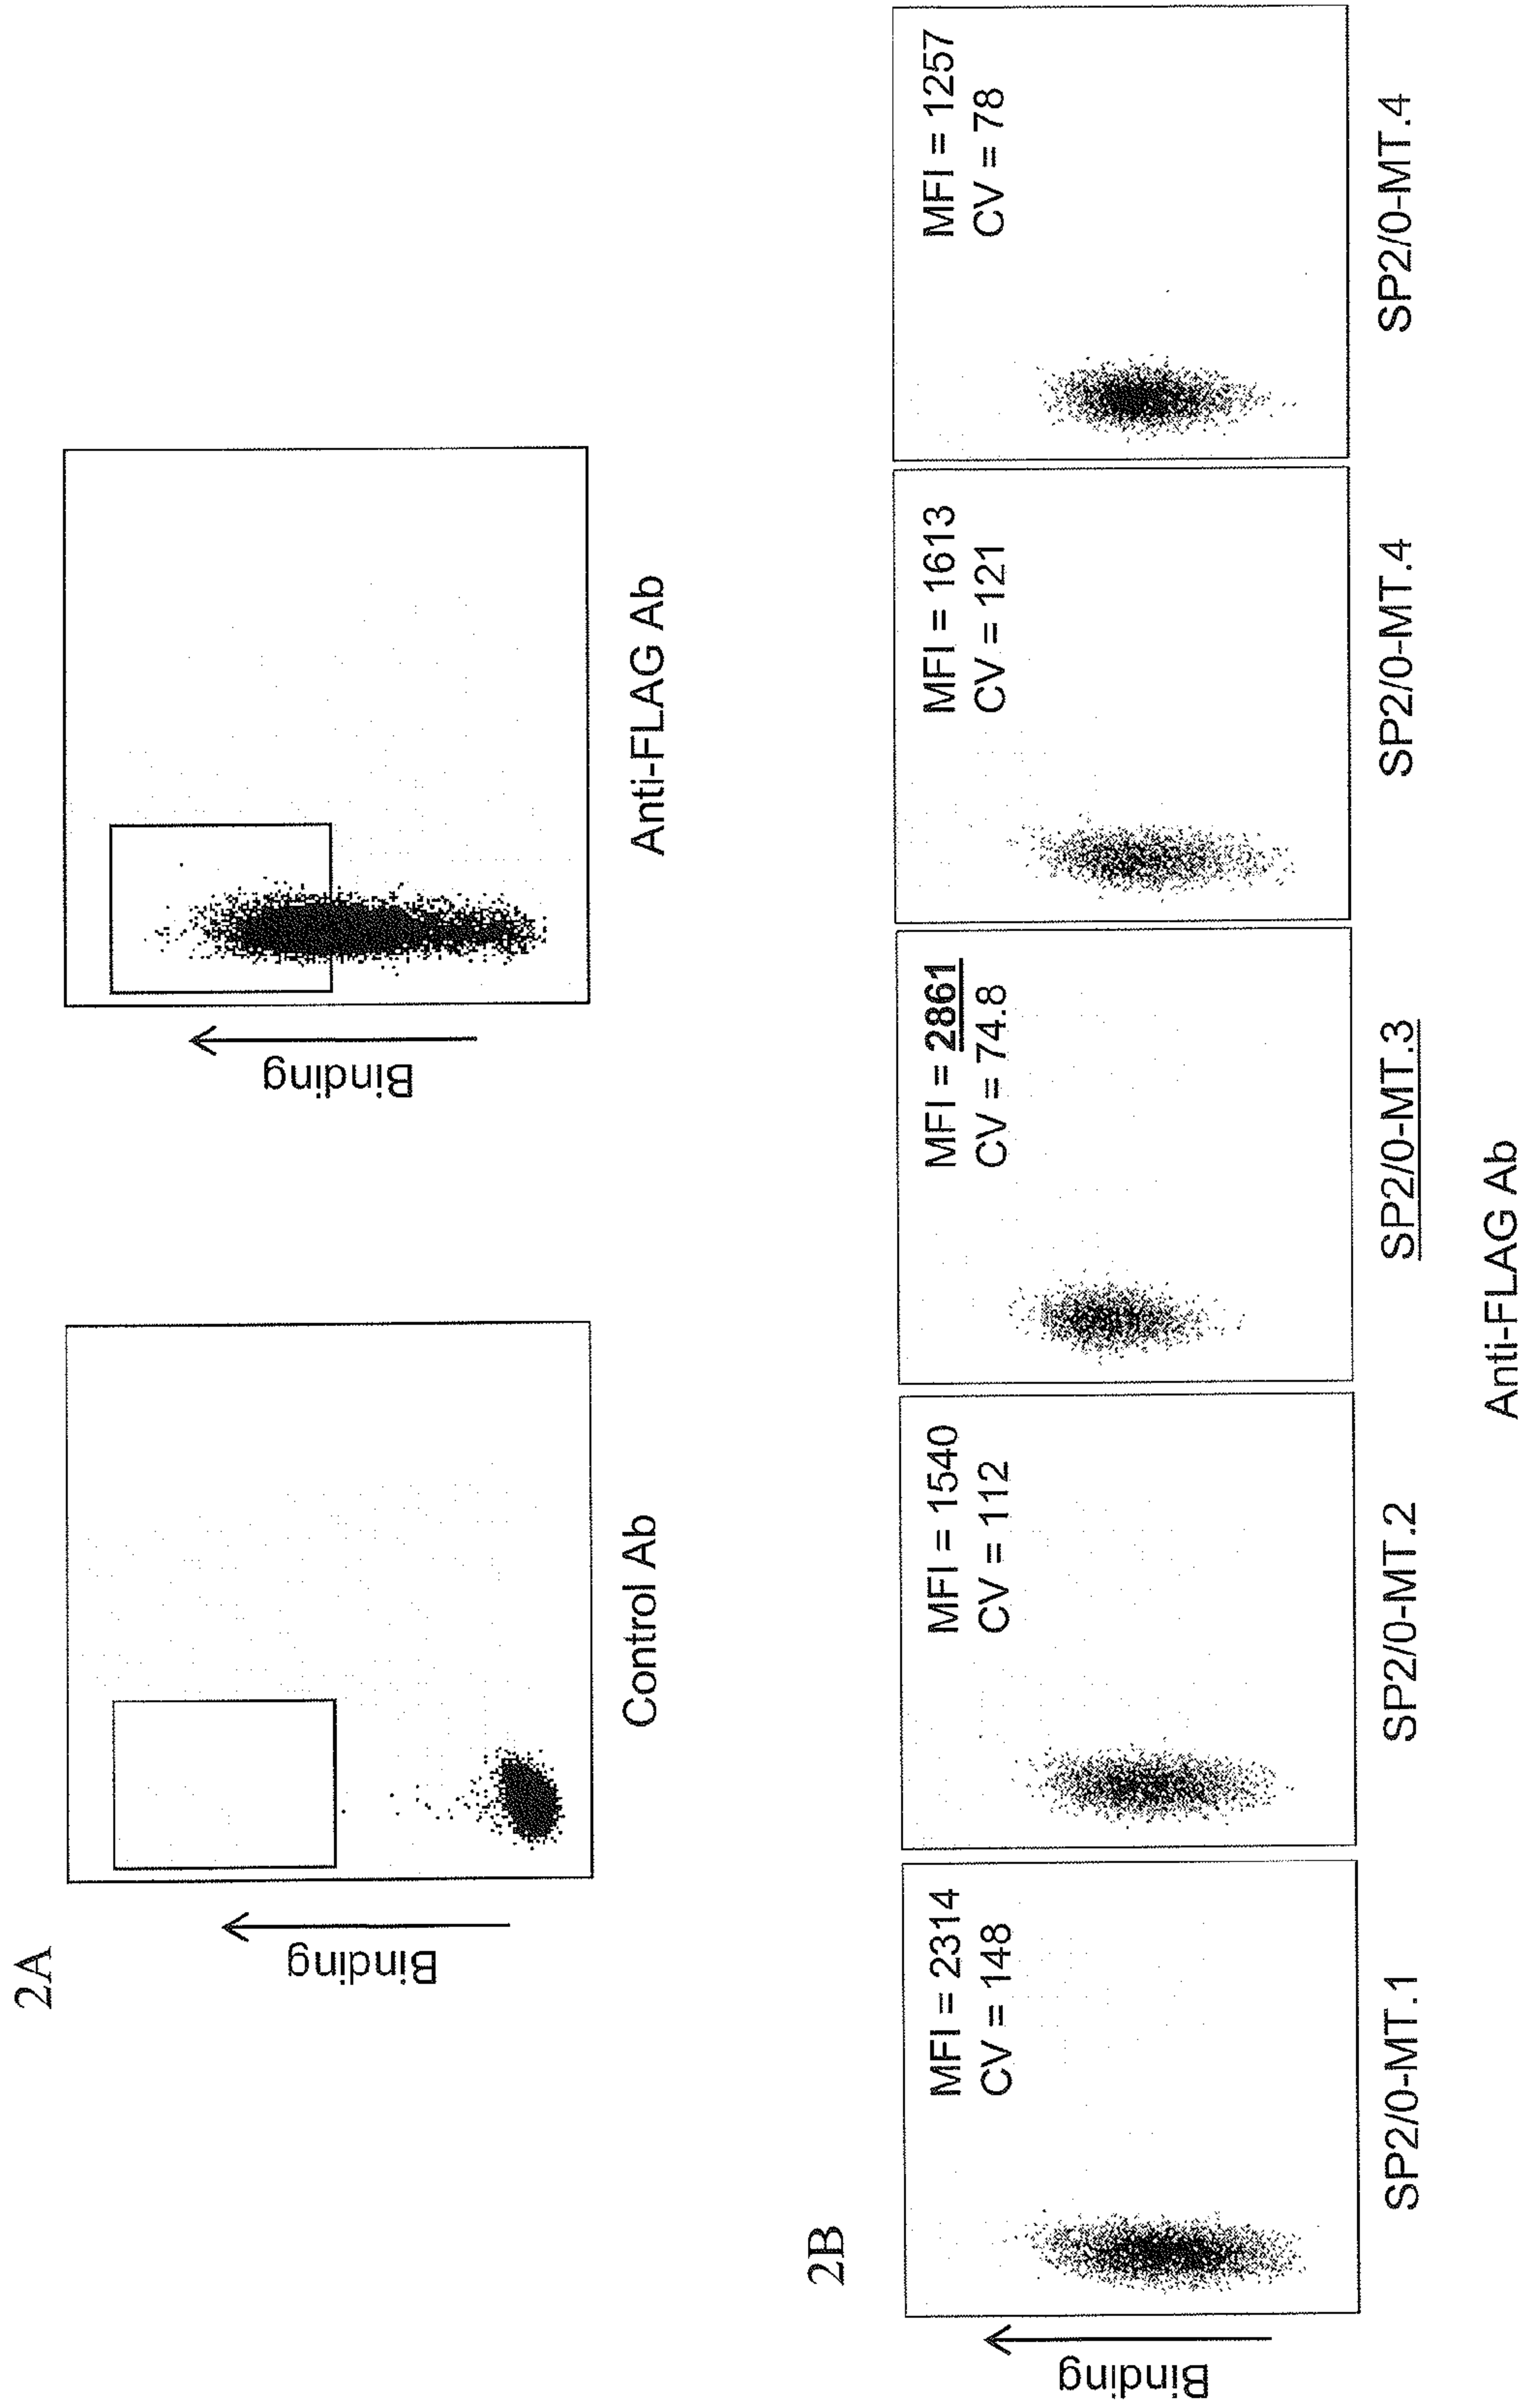 2A
Binding
Control Ab
Binding
Anti-FLAG Ab
2B
Binding
MFI = 2314
CV = 148
SP2/0-MT.1
MFI = 1540
CV = 112
SP2/0-MT.2
MFI = 2861
CV = 74.8
SP2/0-MT.3
MFI = 1613
CV = 121
SP2/0-MT.4
MFI = 1257
CV = 78
SP2/0-MT.4
Anti-FLAG Ab